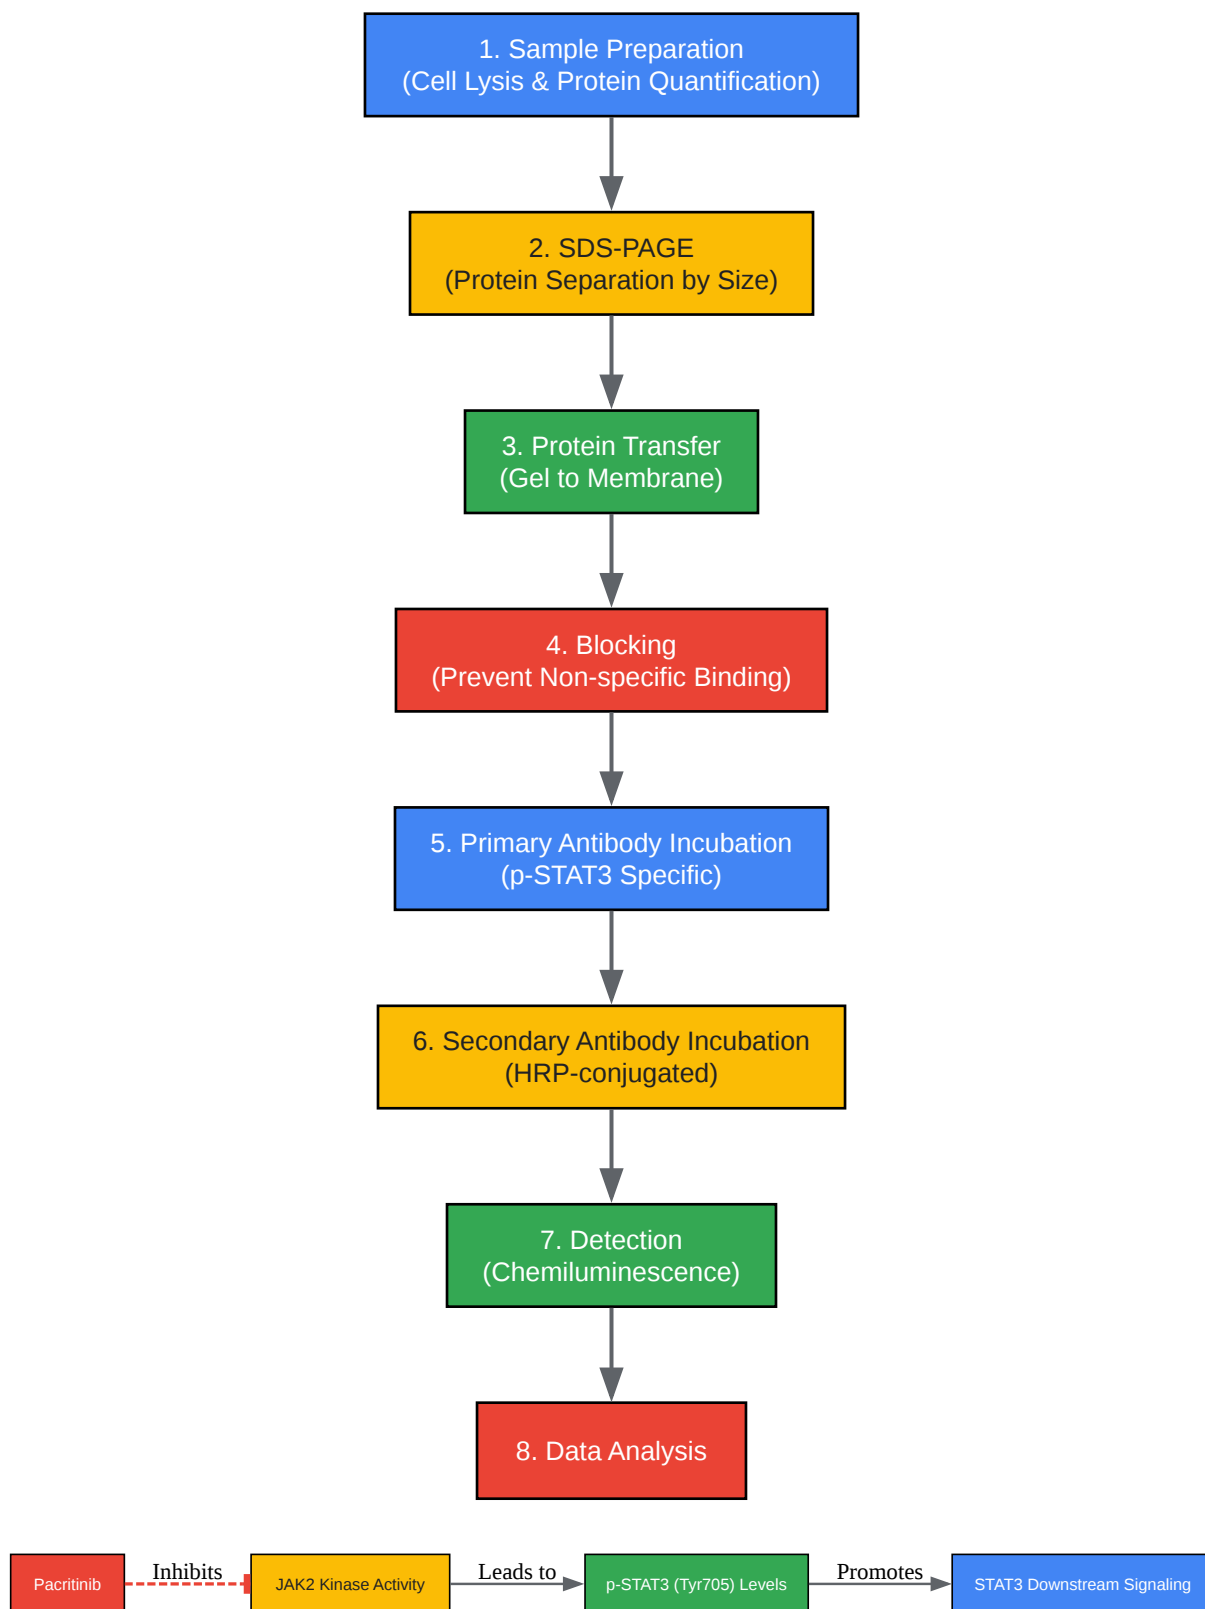 1. Sample Preparation
(Cell Lysis & Protein Quantification)
2. SDS-PAGE
(Protein Separation by Size)
3. Protein Transfer
(Gel to Membrane)
4. Blocking
(Prevent Non-specific Binding)
5. Primary Antibody Incubation
(p-STAT3 Specific)
6. Secondary Antibody Incubation
(HRP-conjugated)
7. Detection
(Chemiluminescence)
8. Data Analysis
Pacritinib
Inhibits
JAK2 Kinase Activity
Leads to
p-STAT3 (Tyr705) Levels
Promotes
STAT3 Downstream Signaling